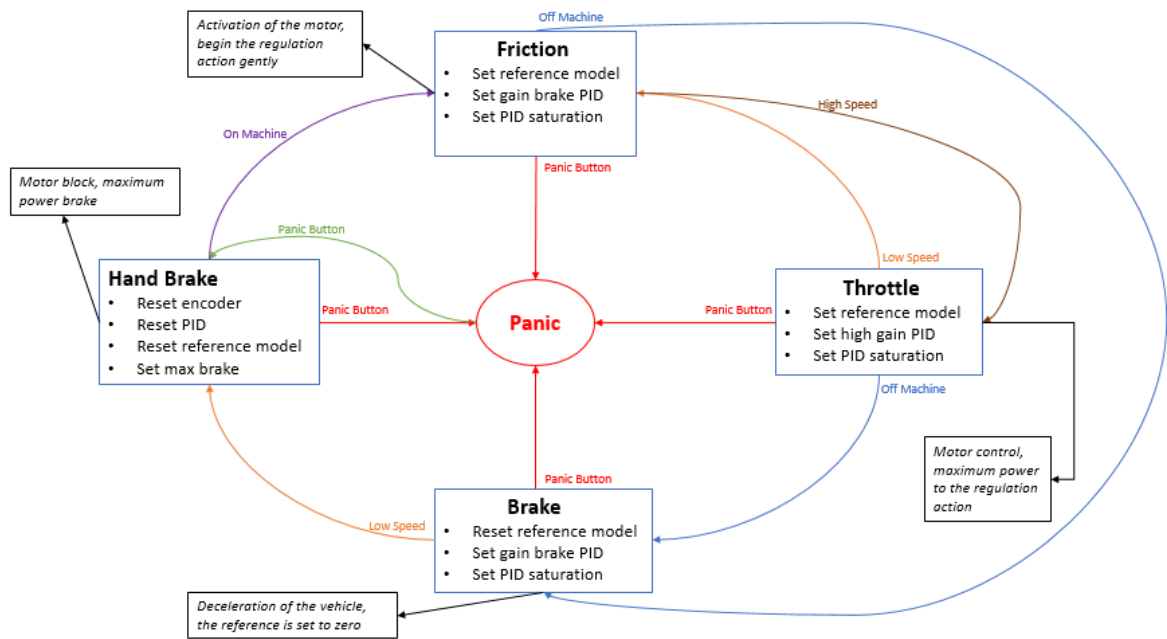 Off Machine
Activation of the motor,
begin the regulation
action gently
Friction
• Set reference model
• Set gain brake PID
• Set PID saturation
High Speed
On Machine
Panic Button
Motor block, maximum
power brake
Panic Button
Low Speed
Hand Brake
• Reset encoder
• Reset PID
• Reset reference model
• Set max brake
Panic Button
Panic
Panic Button
Throttle
• Set reference model
• Set high gain PID
• Set PID saturation
Off Machine
Motor control,
maximum power
to the regulation
action
Panic Button
Low Speed
Brake
• Reset reference model
• Set gain brake PID
• Set PID saturation
Deceleration of the vehicle,
the reference is set to zero